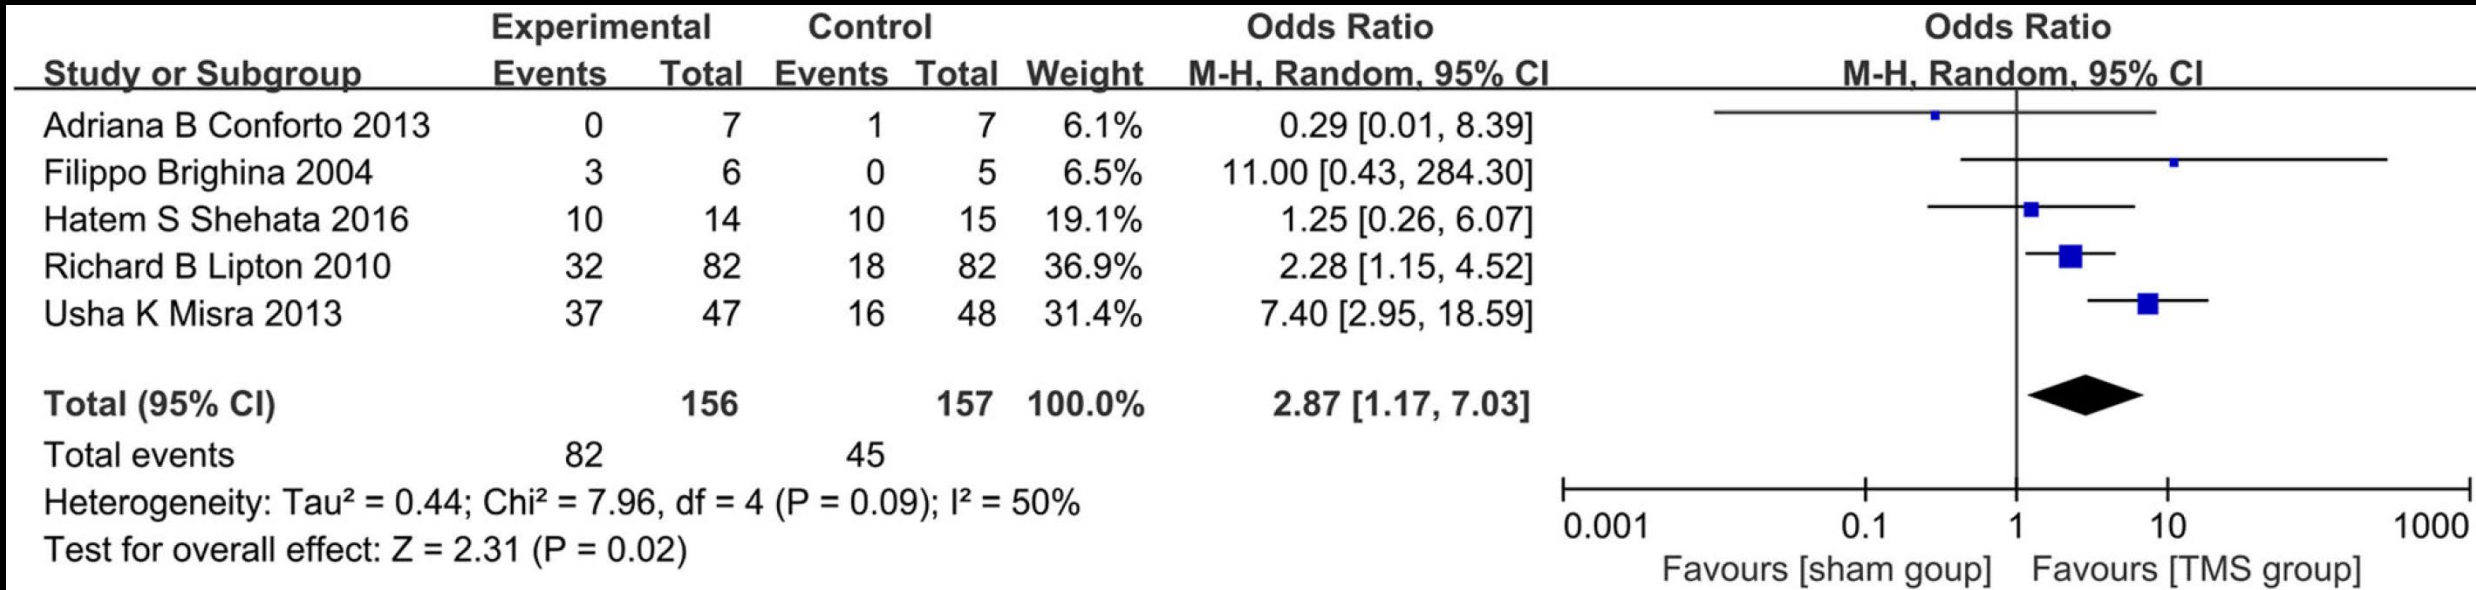 Experimental Control Odds Ratio Odds Ratio
Study or Subgroup Events Total Events Total Weight M-H, Random, 95% CI M-H, Random, 95% CI
Adriana B Conforto 2013 0 7 1 7 6.1% 0.29 [0.01, 8.39]
Filippo Brighina 2004 3 6 0 5 6.5% 11.00 [0.43, 284.30]
Hatem S Shehata 2016 10 14 10 15 19.1% 1.25 [0.26, 6.07]
Richard B Lipton 2010 32 82 18 82 36.9% 2.28 [1.15, 4.52]
Usha K Misra 2013 37 47 16 48 31.4% 7.40 [2.95, 18.59]
Total (95% CI) 156 157 100.0% 2.87 [1.17, 7.03]
Total events 82 45
Heterogeneity: Tau² = 0.44; Chi² = 7.96, df = 4 (P = 0.09); I² = 50%
Test for overall effect: Z = 2.31 (P = 0.02)
0.001 0.1 1 10 1000
Favours [sham goup] Favours [TMS group]